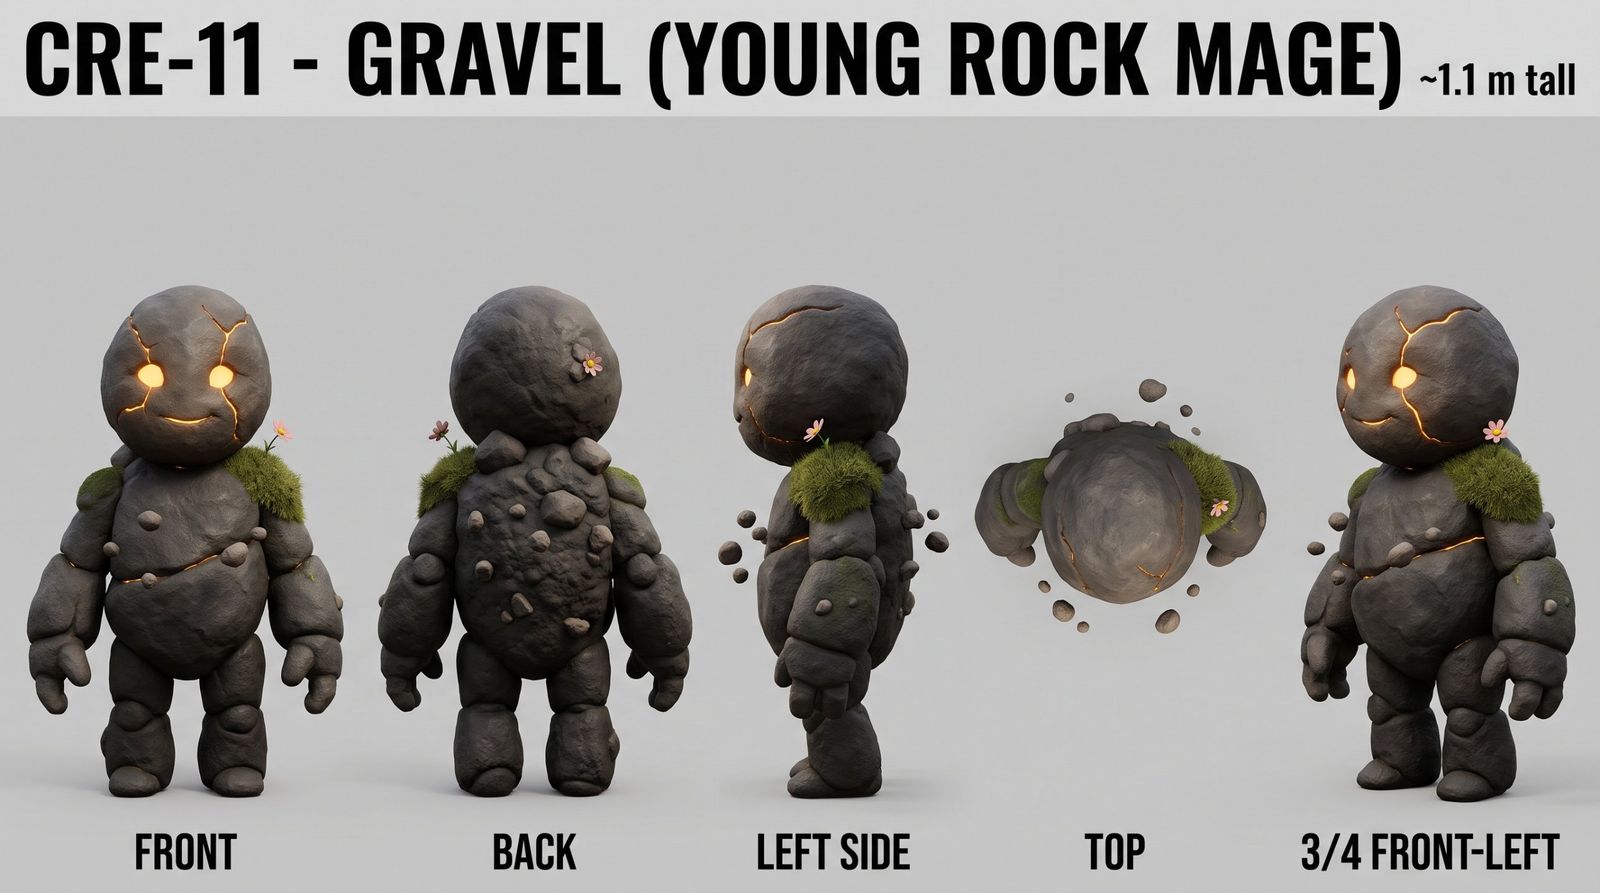 CRE-11 - GRAVEL (YOUNG ROCK MAGE) ~1.1 m tall
FRONT
BACK
LEFT SIDE
TOP
3/4 FRONT-LEFT